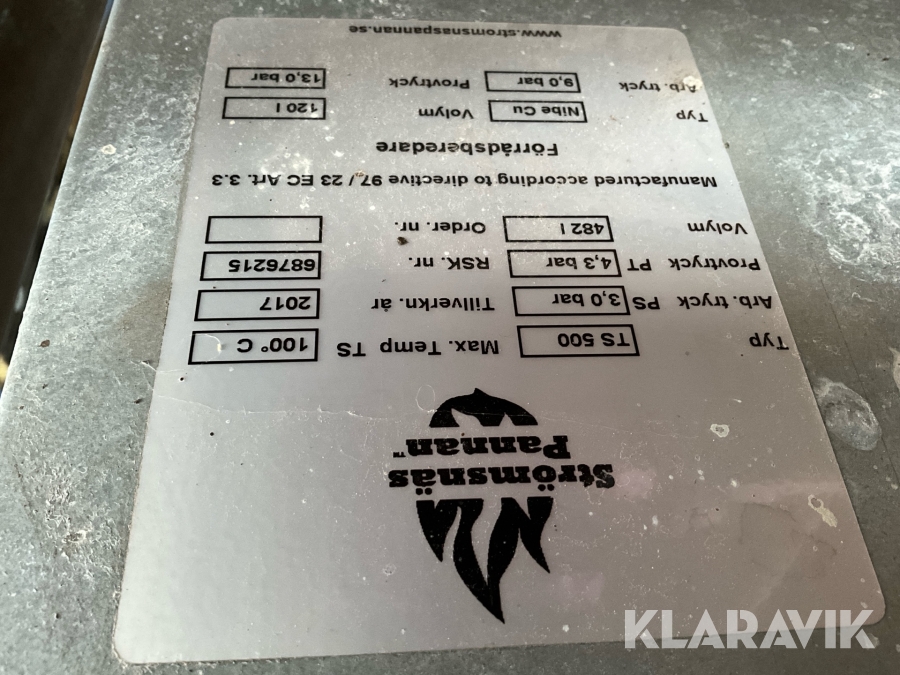 Strömsnäs
Pannan™
Typ TS 500 Max. Temp TS 100° C
Arb. tryck PS 3,0 bar Tillverkn. år 2017
Provtryck PT 4,3 bar RSK. nr. 6876215
Volym 482 l Order. nr.
Manufactured according to directive 97 / 23 EC Art. 3.3
Förrådsberedare
Typ Nibe Cu Volym 120 l
Arb. tryck 9,0 bar Provtryck 13,0 bar
www.stromsnaspannan.se
KLARAVIK